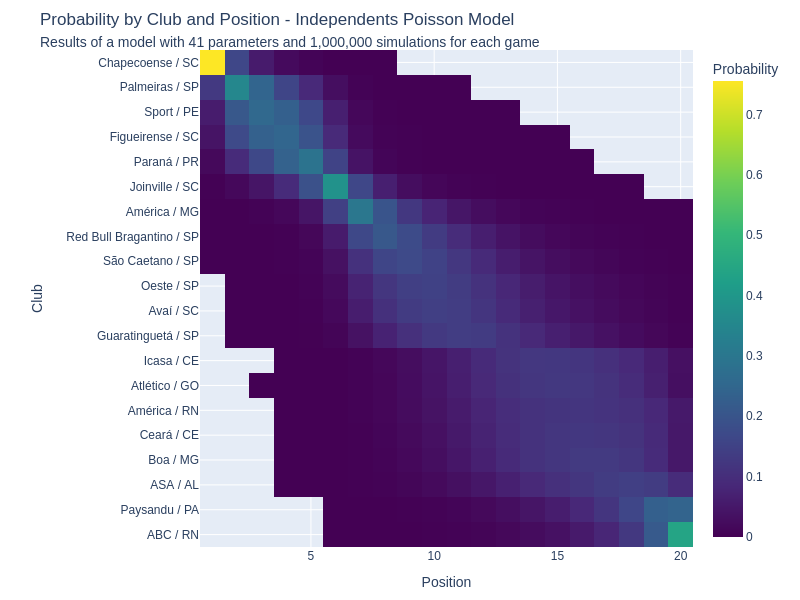 Probability by Club and Position - Independents Poisson Model
Results of a model with 41 parameters and 1,000,000 simulations for each game
Probability
Chapecoense / SC
Palmeiras / SP
Sport / PE
Figueirense / SC
Paraná / PR
Joinville / SC
América / MG
Red Bull Bragantino / SP
São Caetano / SP
Oeste / SP
Avaí / SC
Guaratinguetá / SP
Icasa / CE
Atlético / GO
América / RN
Ceará / CE
Boa / MG
ASA / AL
Paysandu / PA
ABC / RN
Club
5
10
15
20
Position
0.7
0.6
0.5
0.4
0.3
0.2
0.1
0